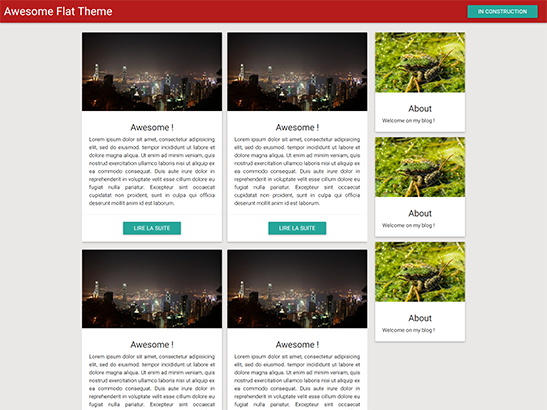 Awesome Flat Theme
IN CONSTRUCTION
Awesome !
Lorem ipsum dolor sit amet, consectetur adipisicing
elit, sed do eiusmod. tempor incididunt ut labore et
dolore magna aliqua. Ut enim ad minim veniam, quis
nostrud exercitation ullamco laboris nisi ut aliquip ex
ea commodo consequat. Duis aute irure dolor in
reprehenderit in voluptate velit esse cillum dolore eu
fugiat nulla pariatur. Excepteur sint occaecat
cupidatat non proident, sunt in culpa qui officia
deserunt mollit anim id est laborum.
LIRE LA SUITE
Awesome !
Lorem ipsum dolor sit amet, consectetur adipisicing
elit, sed do eiusmod. tempor incididunt ut labore et
dolore magna aliqua. Ut enim ad minim veniam, quis
nostrud exercitation ullamco laboris nisi ut aliquip ex
ea commodo consequat. Duis aute irure dolor in
reprehenderit in voluptate velit esse cillum dolore eu
fugiat nulla pariatur. Excepteur sint occaecat
cupidatat non proident, sunt in culpa qui officia
deserunt mollit anim id est laborum.
LIRE LA SUITE
About
Welcome on my blog !
About
Welcome on my blog !
About
Welcome on my blog !
Awesome !
Lorem ipsum dolor sit amet, consectetur adipisicing
elit, sed do eiusmod. tempor incididunt ut labore et
dolore magna aliqua. Ut enim ad minim veniam, quis
nostrud exercitation ullamco laboris nisi ut aliquip ex
ea commodo consequat. Duis aute irure dolor in
reprehenderit in voluptate velit esse cillum dolore eu
fugiat nulla pariatur. Excepteur sint occaecat
Awesome !
Lorem ipsum dolor sit amet, consectetur adipisicing
elit, sed do eiusmod. tempor incididunt ut labore et
dolore magna aliqua. Ut enim ad minim veniam, quis
nostrud exercitation ullamco laboris nisi ut aliquip ex
ea commodo consequat. Duis aute irure dolor in
reprehenderit in voluptate velit esse cillum dolore eu
fugiat nulla pariatur. Excepteur sint occaecat